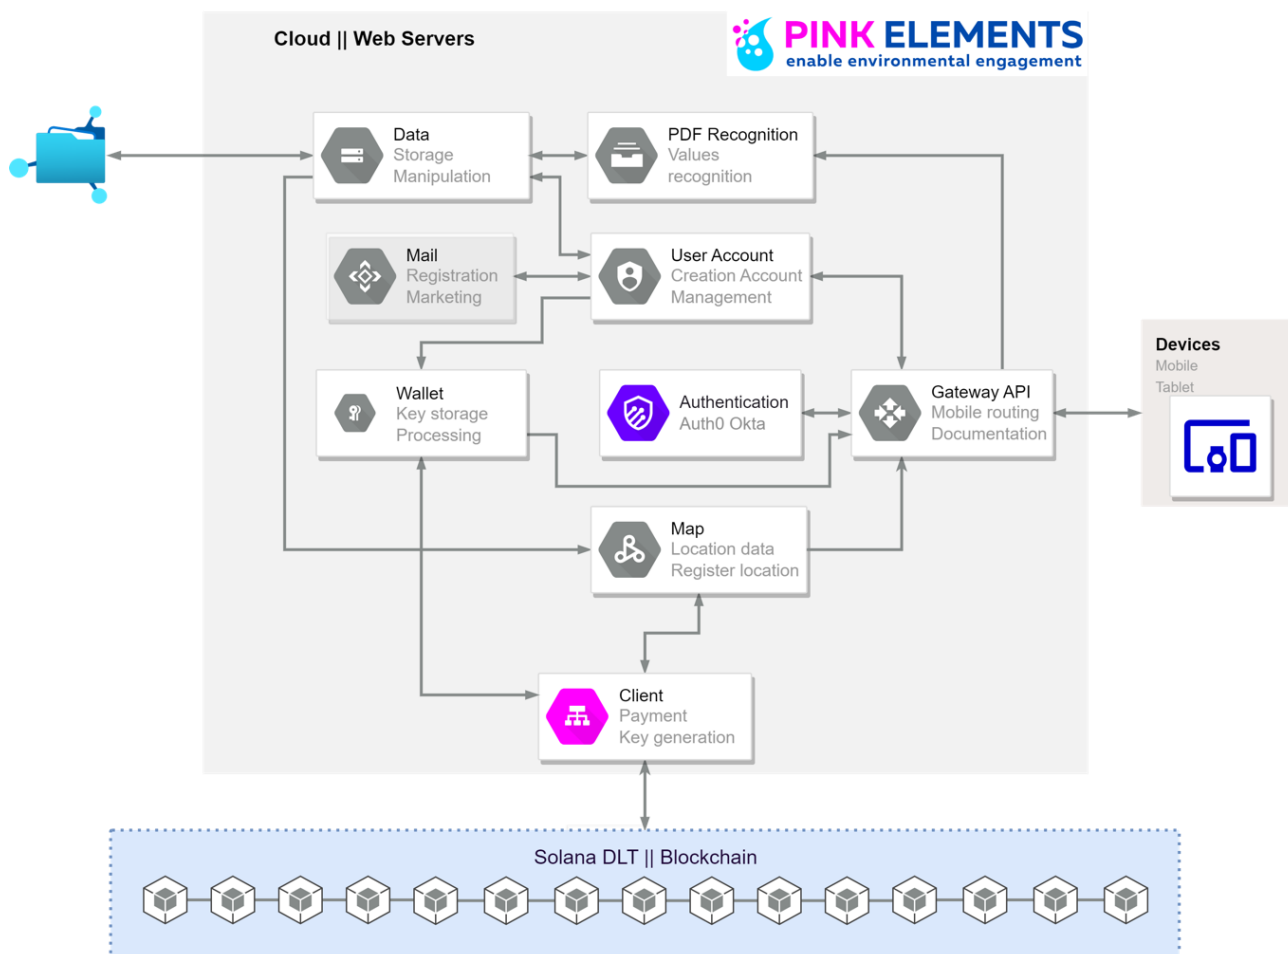 Cloud || Web Servers
PINK ELEMENTS
enable environmental engagement
Data
Storage
Manipulation
PDF Recognition
Values
recognition
Mail
Registration
Marketing
User Account
Creation Account
Management
Wallet
Key storage
Processing
Authentication
Auth0 Okta
Gateway API
Mobile routing
Documentation
Devices
Mobile
Tablet
Map
Location data
Register location
Client
Payment
Key generation
Solana DLT || Blockchain